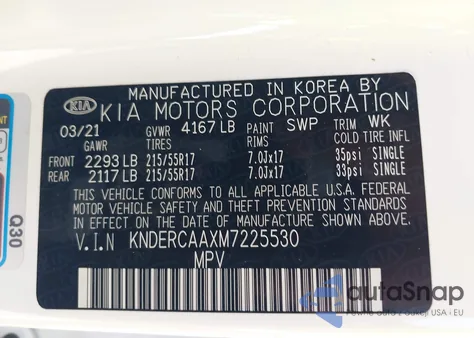 MANUFACTURED IN KOREA BY
KIA KIA MOTORS CORPORATION
03/21 GVWR 4167 LB PAINT SWP TRIM WK
GAWR TIRES RIMS COLD TIRE INFL
FRONT 2293 LB 215/55R17 7.0Jx17 35psi SINGLE
REAR 2117 LB 215/55R17 7.0Jx17 33psi SINGLE
THIS VEHICLE CONFORMS TO ALL APPLICABLE U.S.A FEDERAL
MOTOR VEHICLE SAFETY, BUMPER, AND THEFT PREVENTION
STANDARDS IN EFFECT ON THE DATE OF MANUFACTURE
SHOWN ABOVE.
V.I.N KNDERCAAXM7225530
MPV
Q30
autoSnap